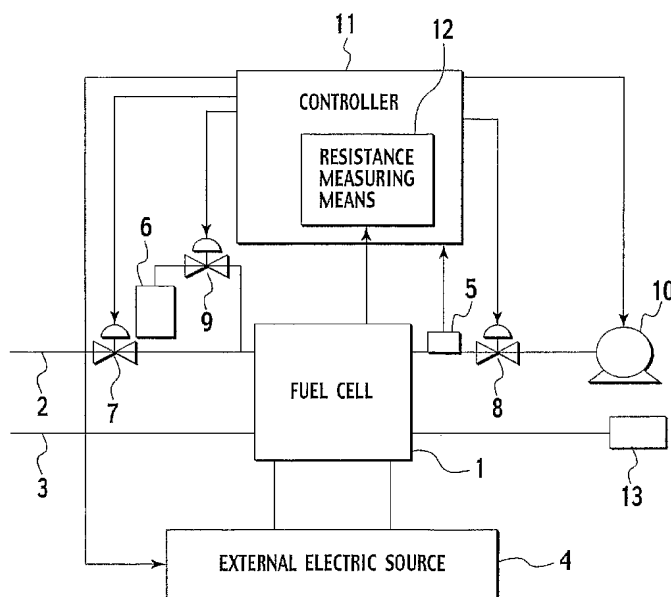 11
12
CONTROLLER
RESISTANCE
MEASURING
MEANS
6
9
5
10
2
7
FUEL CELL
8
3
1
13
EXTERNAL ELECTRIC SOURCE
4